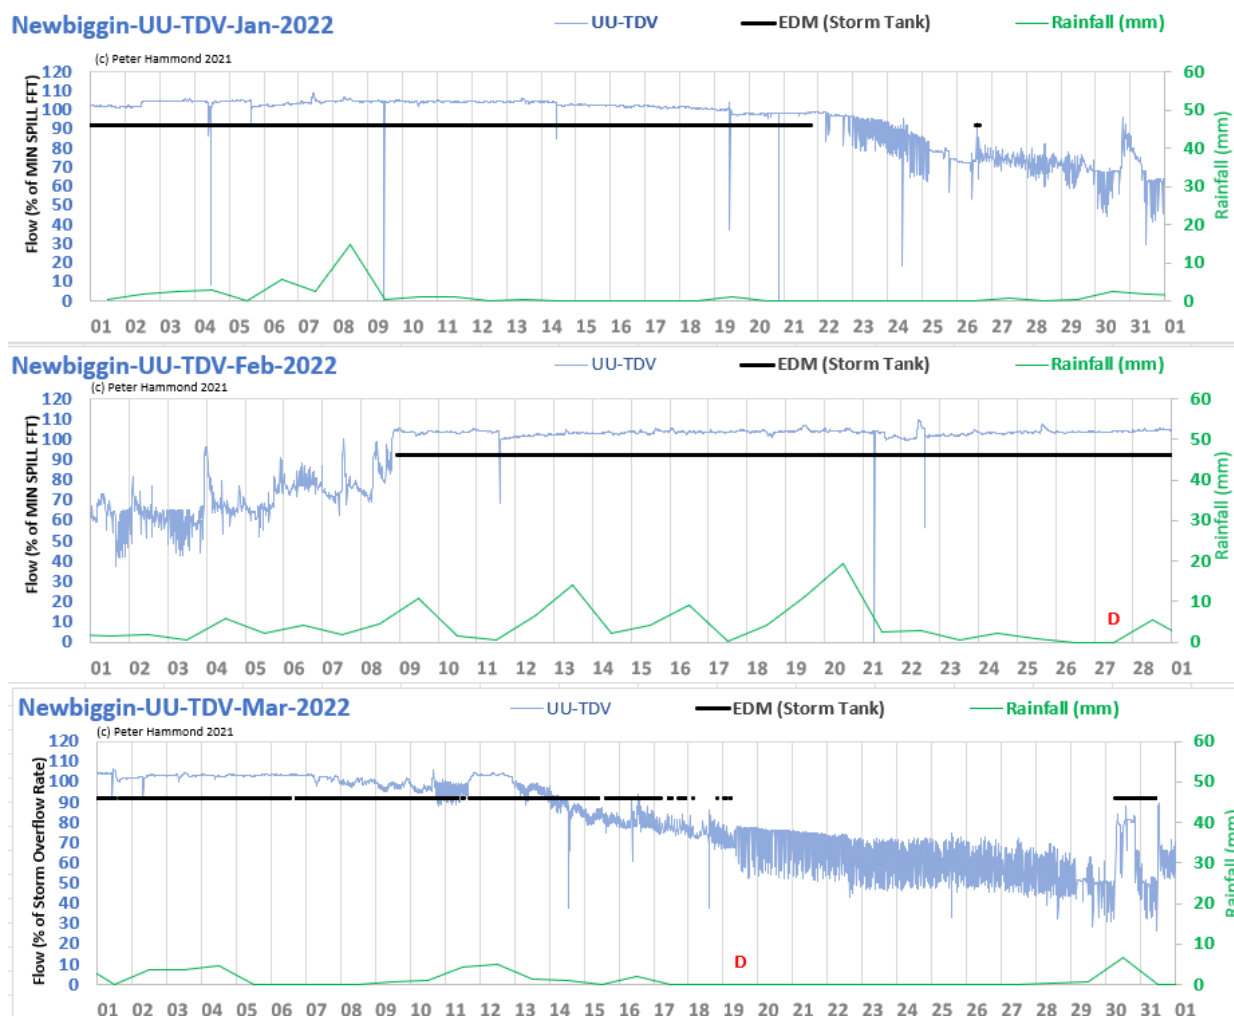 Newbiggin-UU-TDV-Jan-2022 UU-TDV EDM (Storm Tank) Rainfall (mm)
(c) Peter Hammond 2021
Flow (% of MIN SPILL FFT)
120 110 100 90 80 70 60 50 40 30 20 10 0
60 50 40 30 20 10 0
Rainfall (mm)
01 02 03 04 05 06 07 08 09 10 11 12 13 14 15 16 17 18 19 20 21 22 23 24 25 26 27 28 29 30 31 01
Newbiggin-UU-TDV-Feb-2022 UU-TDV EDM (Storm Tank) Rainfall (mm)
(c) Peter Hammond 2021
Flow (% of MIN SPILL FFT)
120 110 100 90 80 70 60 50 40 30 20 10 0
60 50 40 30 20 10 0
Rainfall (mm)
D
01 02 03 04 05 06 07 08 09 10 11 12 13 14 15 16 17 18 19 20 21 22 23 24 25 26 27 28 01
Newbiggin-UU-TDV-Mar-2022 UU-TDV EDM (Storm Tank) Rainfall (mm)
(c) Peter Hammond 2021
Flow (% of Storm Overflow Rate)
120 110 100 90 80 70 60 50 40 30 20 10 0
60 50 40 30 20 10 0
Rainfall (mm)
D
01 02 03 04 05 06 07 08 09 10 11 12 13 14 15 16 17 18 19 20 21 22 23 24 25 26 27 28 29 30 31 01